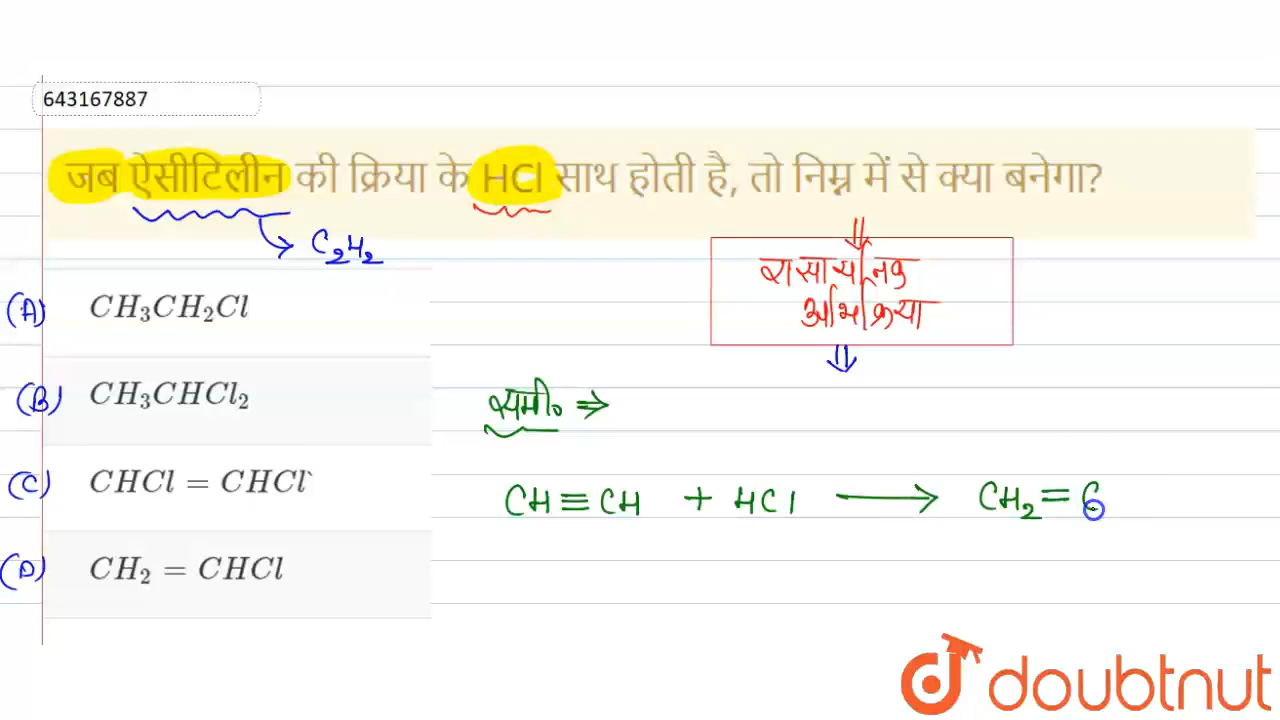 643167887
जब ऐसीटिलीन की क्रिया के HCl साथ होती है, तो निम्न में से क्या बनेगा?
C2H2
रासायनिक
अभिक्रिया
(A) CH3CH2Cl
(B) CH3CHCl2
समी० ⇒
(C) CHCl = CHCl`
CH≡CH + HCl ⟶ CH2=C
(D) CH2 = CHCl
doubtnut